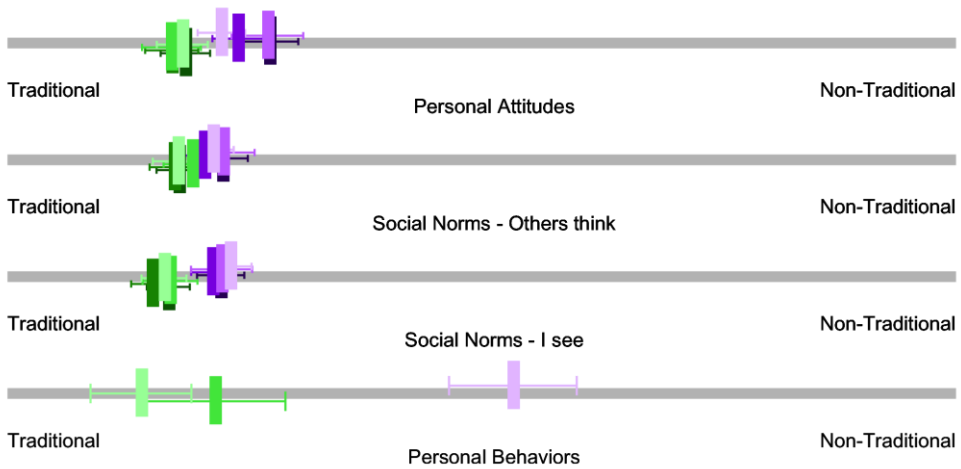 Traditional Non-Traditional
Personal Attitudes
Traditional Non-Traditional
Social Norms - Others think
Traditional Non-Traditional
Social Norms - I see
Traditional Non-Traditional
Personal Behaviors